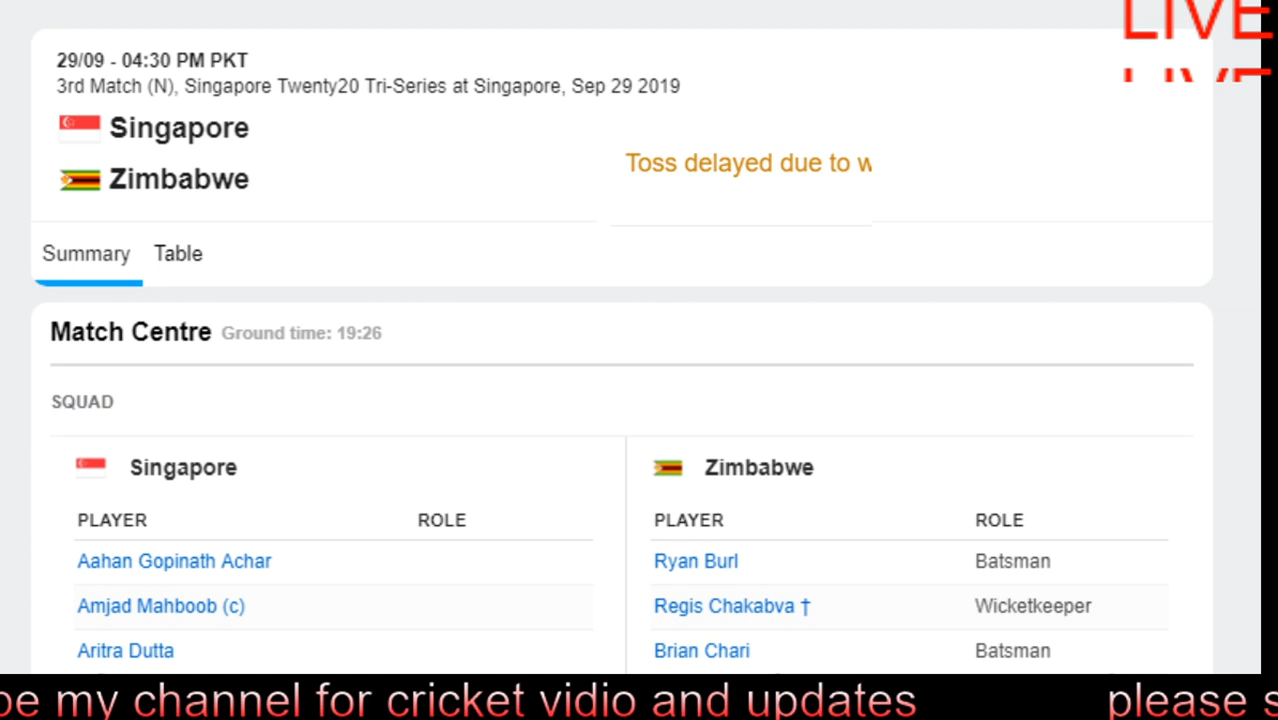 LIVE
29/09 - 04:30 PM PKT
3rd Match (N), Singapore Twenty20 Tri-Series at Singapore, Sep 29 2019
Singapore
Zimbabwe
Toss delayed due to w
Summary Table
Match Centre Ground time: 19:26
SQUAD
Singapore Zimbabwe
PLAYER ROLE PLAYER ROLE
Aahan Gopinath Achar Ryan Burl Batsman
Amjad Mahboob (c) Regis Chakabva † Wicketkeeper
Aritra Dutta Brian Chari Batsman
be my channel for cricket vidio and updates please s